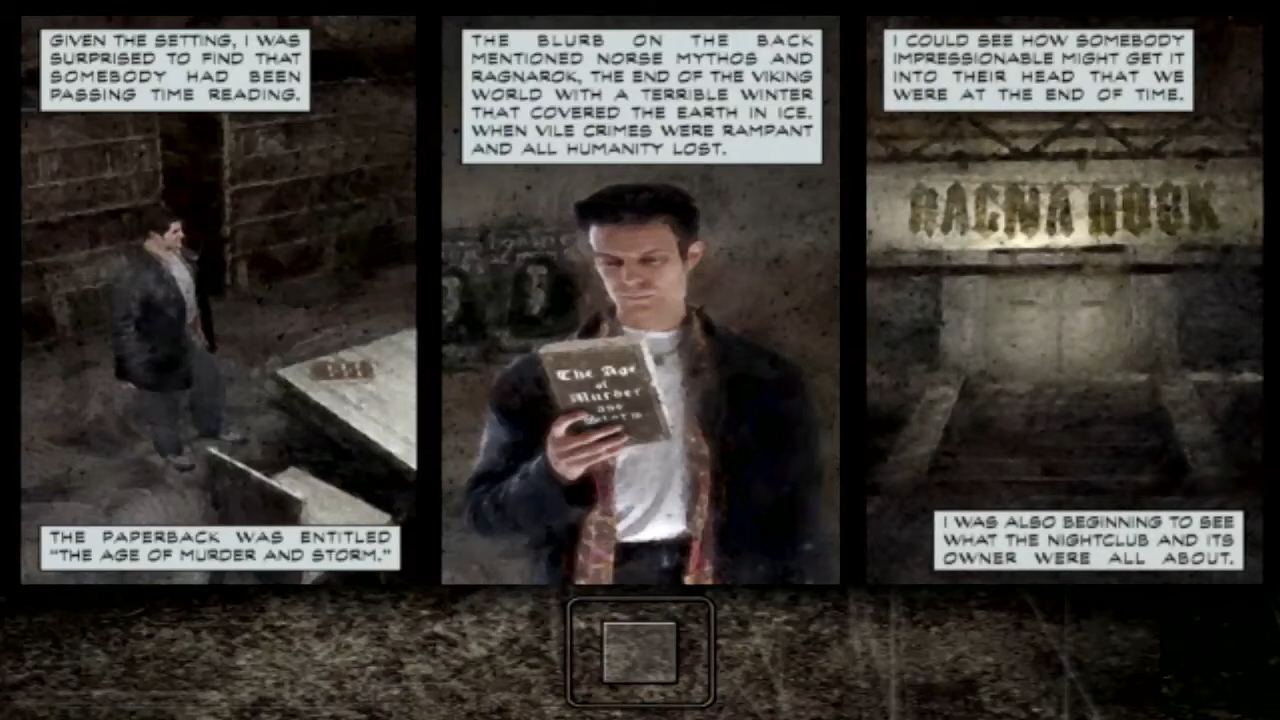 GIVEN THE SETTING, I WAS
SURPRISED TO FIND THAT
SOMEBODY HAD BEEN
PASSING TIME READING.
THE PAPERBACK WAS ENTITLED
"THE AGE OF MURDER AND STORM."
THE BLURB ON THE BACK
MENTIONED NORSE MYTHOS AND
RAGNAROK, THE END OF THE VIKING
WORLD WITH A TERRIBLE WINTER
THAT COVERED THE EARTH IN ICE.
WHEN VILE CRIMES WERE RAMPANT
AND ALL HUMANITY LOST.
The Age
of
Murder
and
Storm
I COULD SEE HOW SOMEBODY
IMPRESSIONABLE MIGHT GET IT
INTO THEIR HEAD THAT WE
WERE AT THE END OF TIME.
RAGNA ROCK
I WAS ALSO BEGINNING TO SEE
WHAT THE NIGHTCLUB AND ITS
OWNER WERE ALL ABOUT.